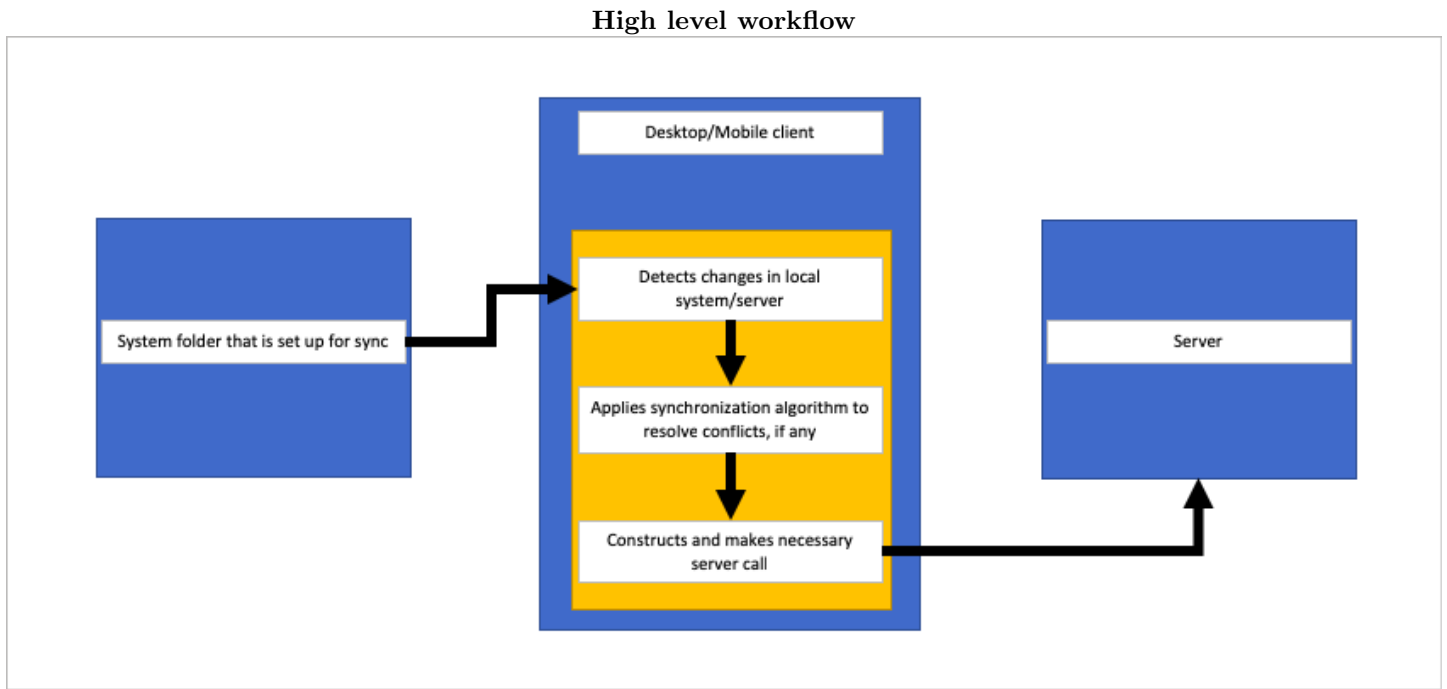 High level workflow
Desktop/Mobile client
Detects changes in local
system/server
System folder that is set up for sync
Server
Applies synchronization algorithm to
resolve conflicts, if any
Constructs and makes necessary
server call